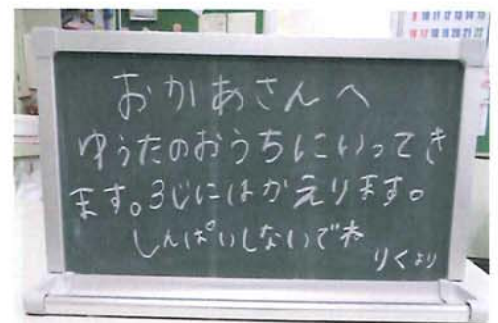 おかあさんへ
ゆうたのおうちにいってき
ます。3じにはかえります。
しんぱいしないでね
りくより